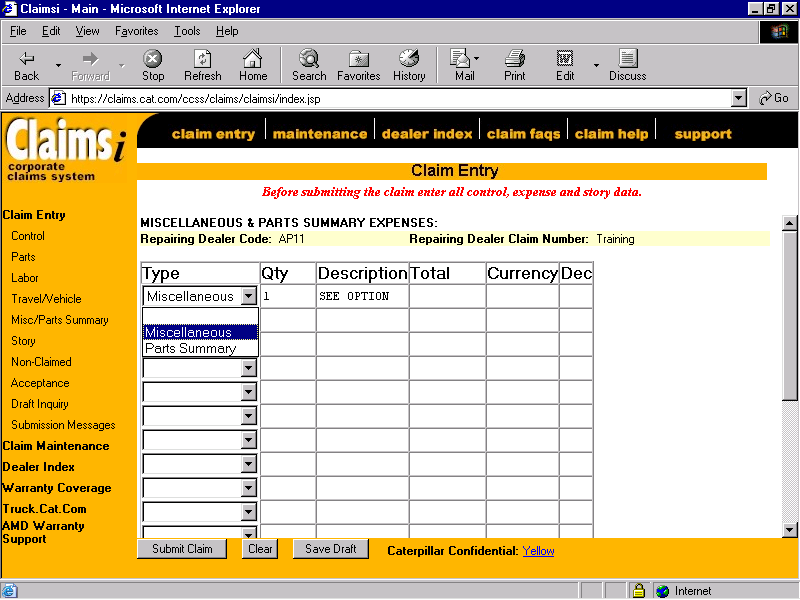 Claimsi - Main - Microsoft Internet Explorer
File Edit View Favorites Tools Help
Back Forward Stop Refresh Home Search Favorites History Mail Print Edit Discuss
Address https://claims.cat.com/ccss/claims/claimsi/index.jsp Go
Claimsi
corporate
claims system
claim entry maintenance dealer index claim faqs claim help support
Claim Entry
Before submitting the claim enter all control, expense and story data.
Claim Entry
Control
Parts
Labor
Travel/Vehicle
Misc/Parts Summary
Story
Non-Claimed
Acceptance
Draft Inquiry
Submission Messages
Claim Maintenance
Dealer Index
Warranty Coverage
Truck.Cat.Com
AMD Warranty
Support
MISCELLANEOUS & PARTS SUMMARY EXPENSES:
Repairing Dealer Code: AP11 Repairing Dealer Claim Number: Training
Type Qty Description Total Currency Dec
Miscellaneous 1 SEE OPTION
Miscellaneous
Parts Summary
Submit Claim Clear Save Draft Caterpillar Confidential: Yellow
Internet